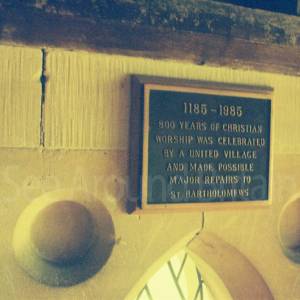 1185-1985
800 YEARS OF CHRISTIAN
WORSHIP WAS CELEBRATED
BY A UNITED VILLAGE
AND MADE POSSIBLE
MAJOR REPAIRS TO
ST BARTHOLOMEWS